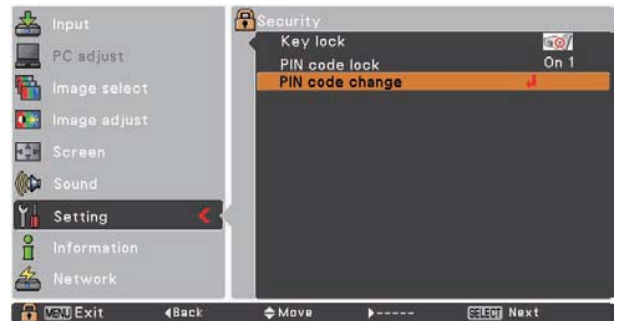 Input
PC adjust
Image select
Image adjust
Screen
Sound
Setting
Information
Network
Security
Key lock
PIN code lock On 1
PIN code change
MENU Exit Back Move ----- SELECT Next